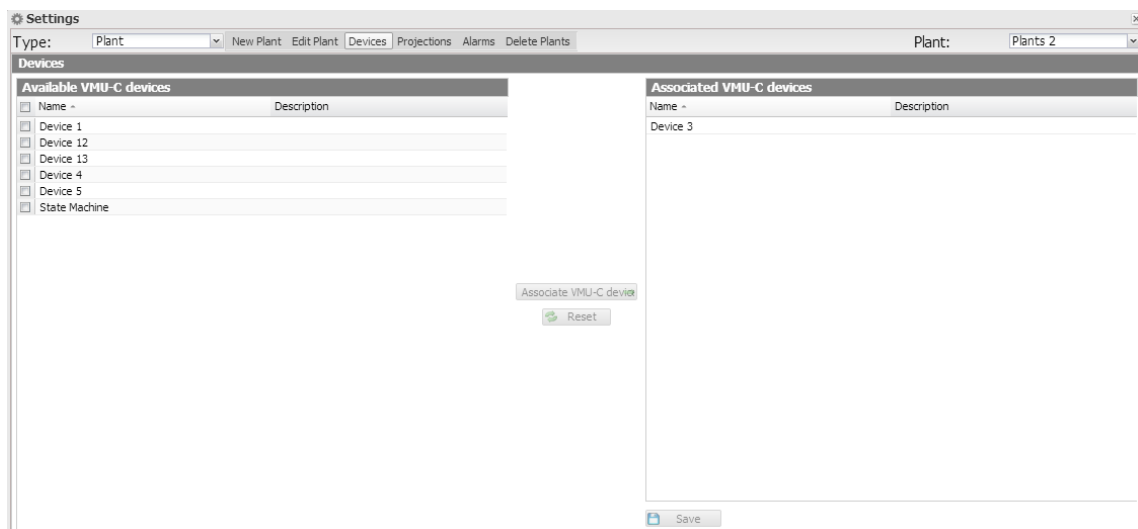 Settings
Type: Plant New Plant Edit Plant Devices Projections Alarms Delete Plants Plant: Plants 2
Devices
Available VMU-C devices Associated VMU-C devices
Name Description Name Description
Device 1 Device 3
Device 12
Device 13
Device 4
Device 5
State Machine
Associate VMU-C device
Reset
Save